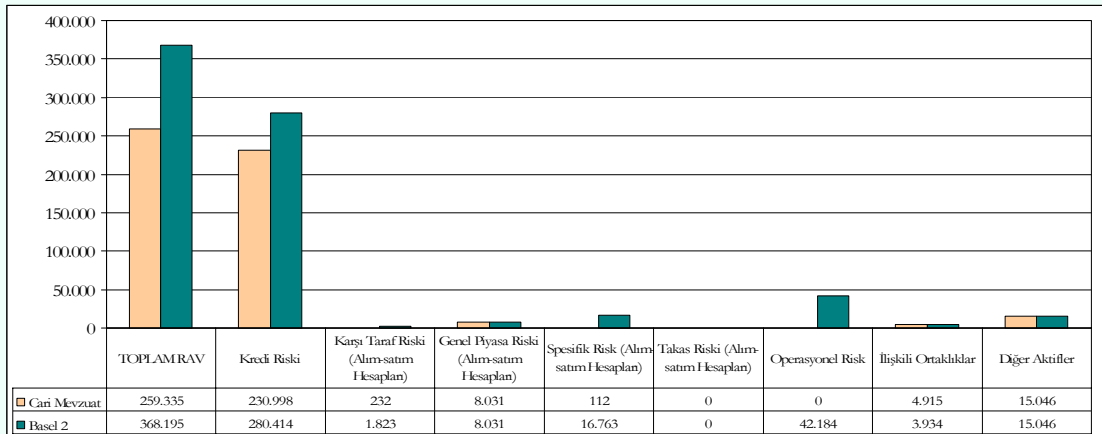 400.000
350.000
300.000
250.000
200.000
150.000
100.000
50.000
0
TOPLAM RAV
Kredi Riski
Karşı Taraf Riski
(Alım-satım
Hesapları)
Genel Piyasa Riski
(Alım-satım
Hesapları)
Spesifik Risk (Alım-
satım Hesapları)
Takas Riski (Alım-
satım Hesapları)
Operasyonel Risk
İlişkili Ortaklıklar
Diğer Aktifler
Cari Mevzuat 259.335 230.998 232 8.031 112 0 0 4.915 15.046
Basel 2 368.195 280.414 1.823 8.031 16.763 0 42.184 3.934 15.046